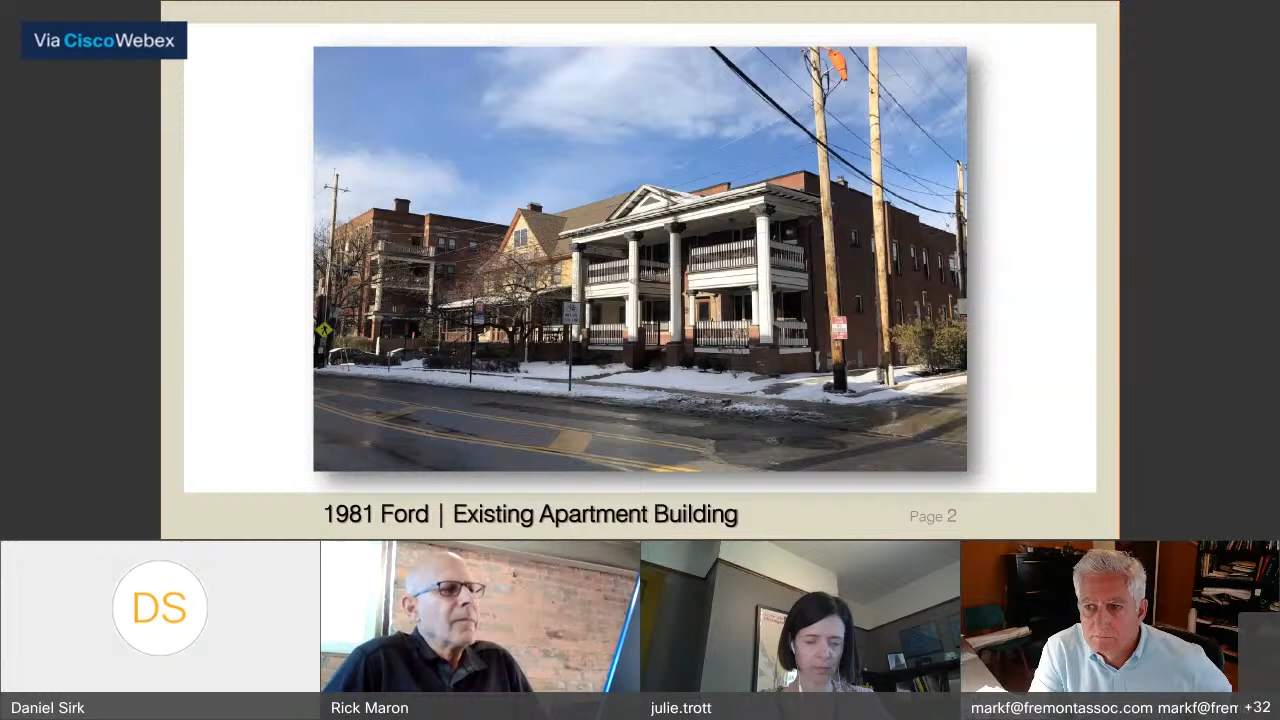 Via Cisco Webex
1981 Ford | Existing Apartment Building
Page 2
DS
Daniel Sirk
Rick Maron
julie.trott
markf@fremontassoc.com markf@frem
+32